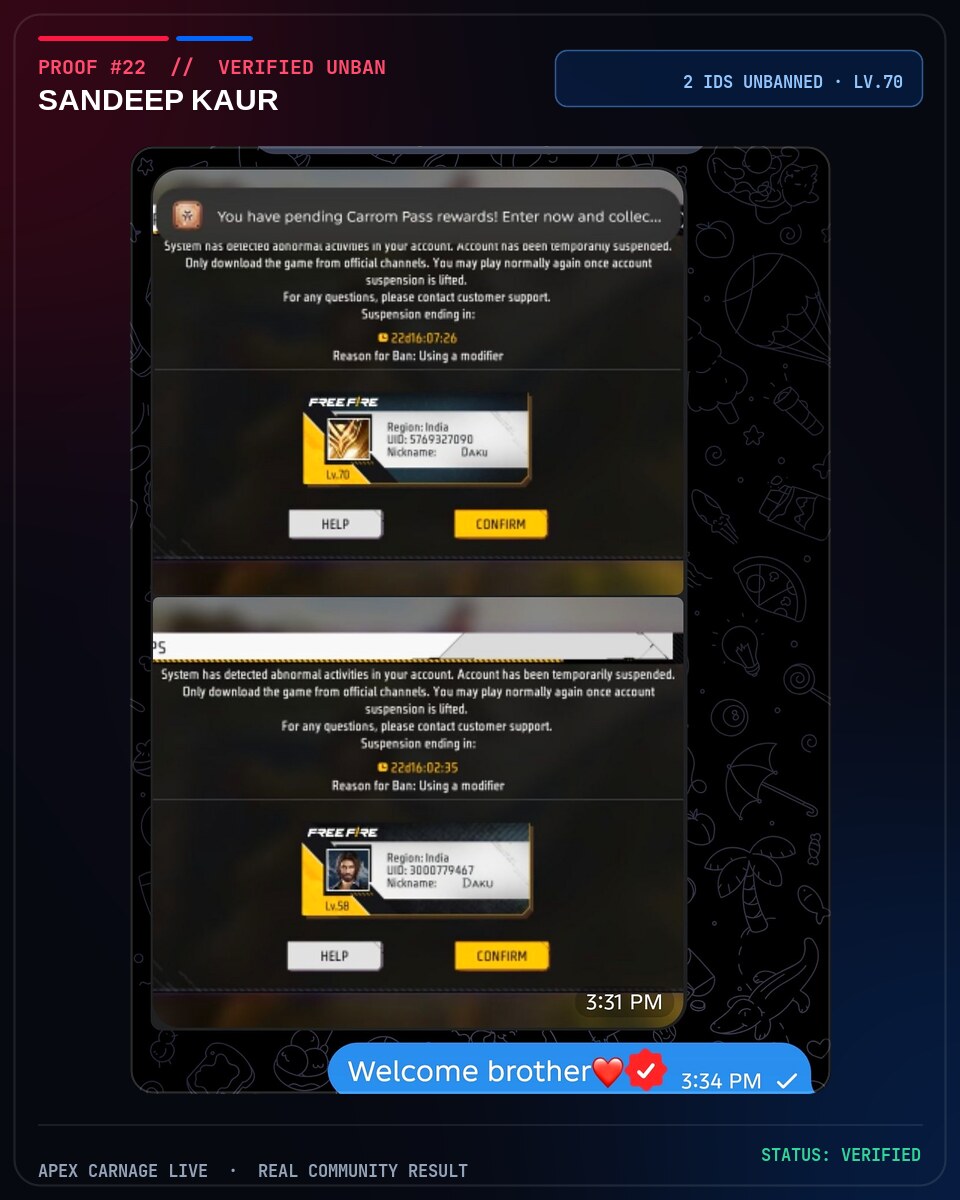 PROOF #22 // VERIFIED UNBAN
SANDEEP KAUR
2 IDS UNBANNED · LV.70
You have pending Carrom Pass rewards! Enter now and collec...
System has detected abnormal activities in your account. Account has been temporarily suspended.
Only download the game from official channels. You may play normally again once account
suspension is lifted.
For any questions, please contact customer support.
Suspension ending in:
22d16:07:26
Reason for Ban: Using a modifier
FREE FIRE
Region: India
UID: 5769327090
Nickname: DAKU
Lv.70
HELP CONFIRM
PS
System has detected abnormal activities in your account. Account has been temporarily suspended.
Only download the game from official channels. You may play normally again once account
suspension is lifted.
For any questions, please contact customer support.
Suspension ending in:
22d16:02:35
Reason for Ban: Using a modifier
FREE FIRE
Region: India
UID: 3000779467
Nickname: DAKU
Lv.58
HELP CONFIRM
3:31 PM
Welcome brother❤️ 3:34 PM
STATUS: VERIFIED
APEX CARNAGE LIVE · REAL COMMUNITY RESULT